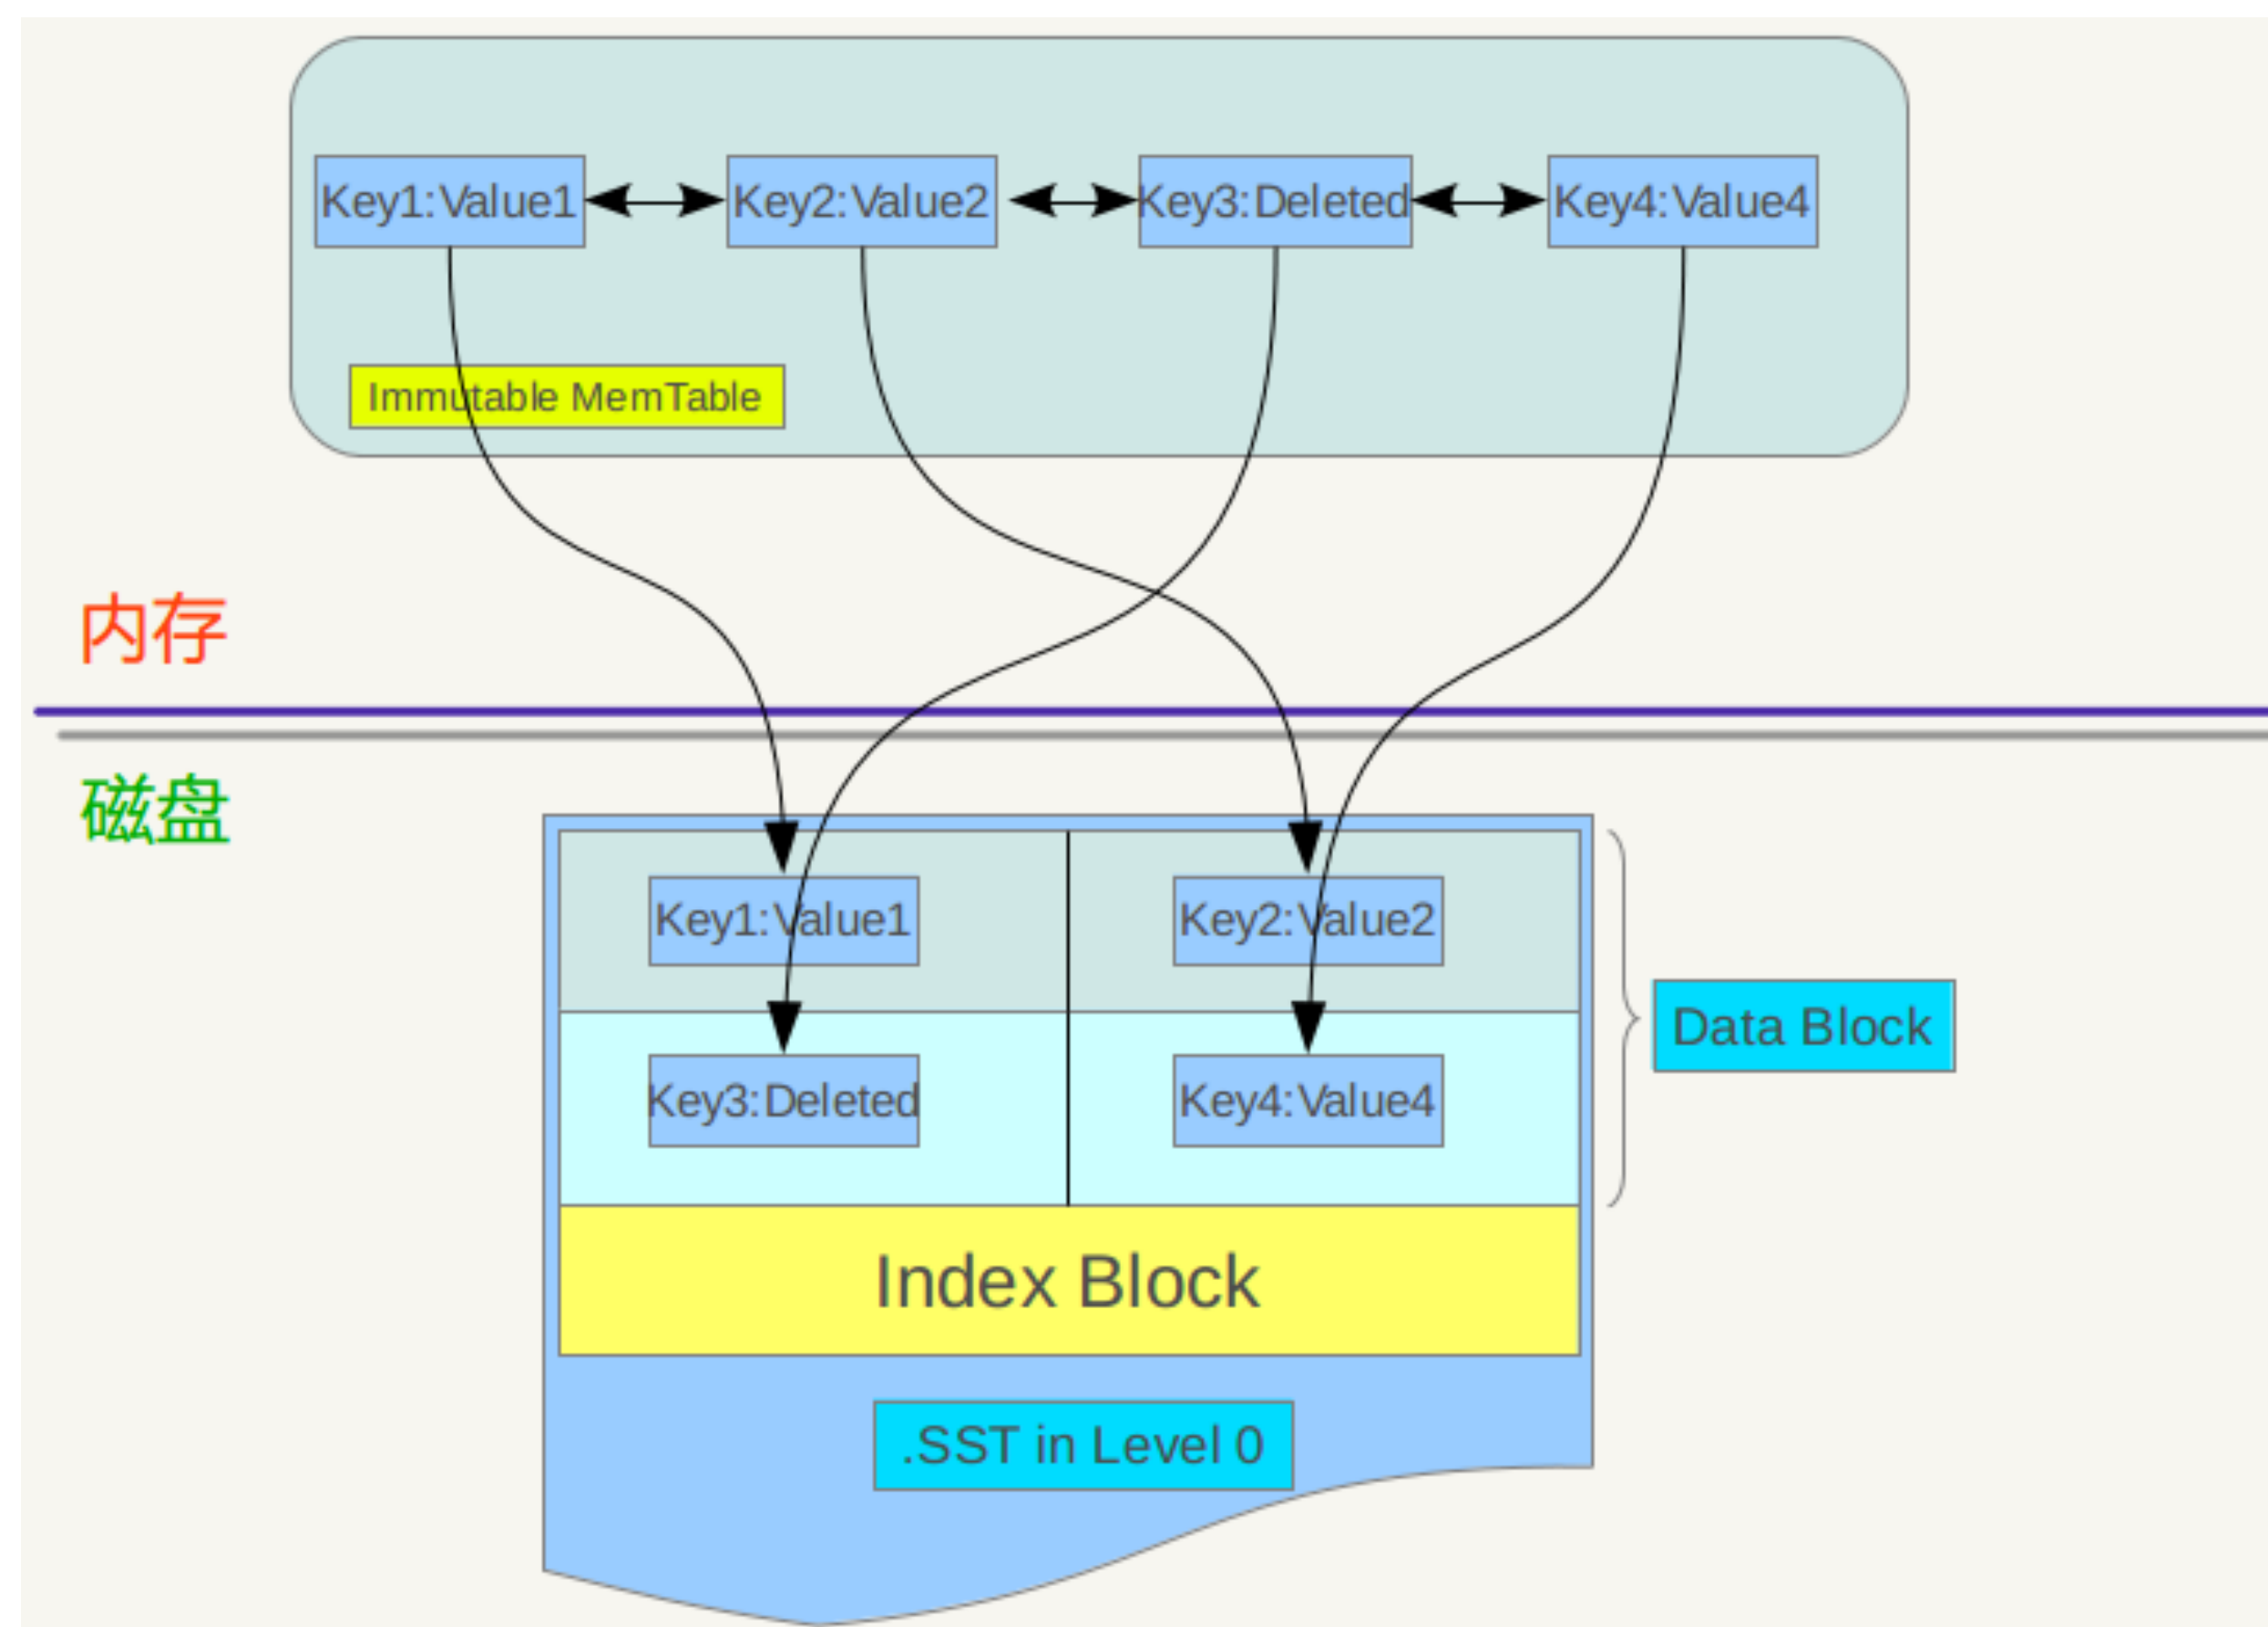 Key1:Value1
Key2:Value2
Key3:Deleted
Key4:Value4
Immutable MemTable
内存
磁盘
Key1:Value1
Key2:Value2
Key3:Deleted
Key4:Value4
Data Block
Index Block
.SST in Level 0